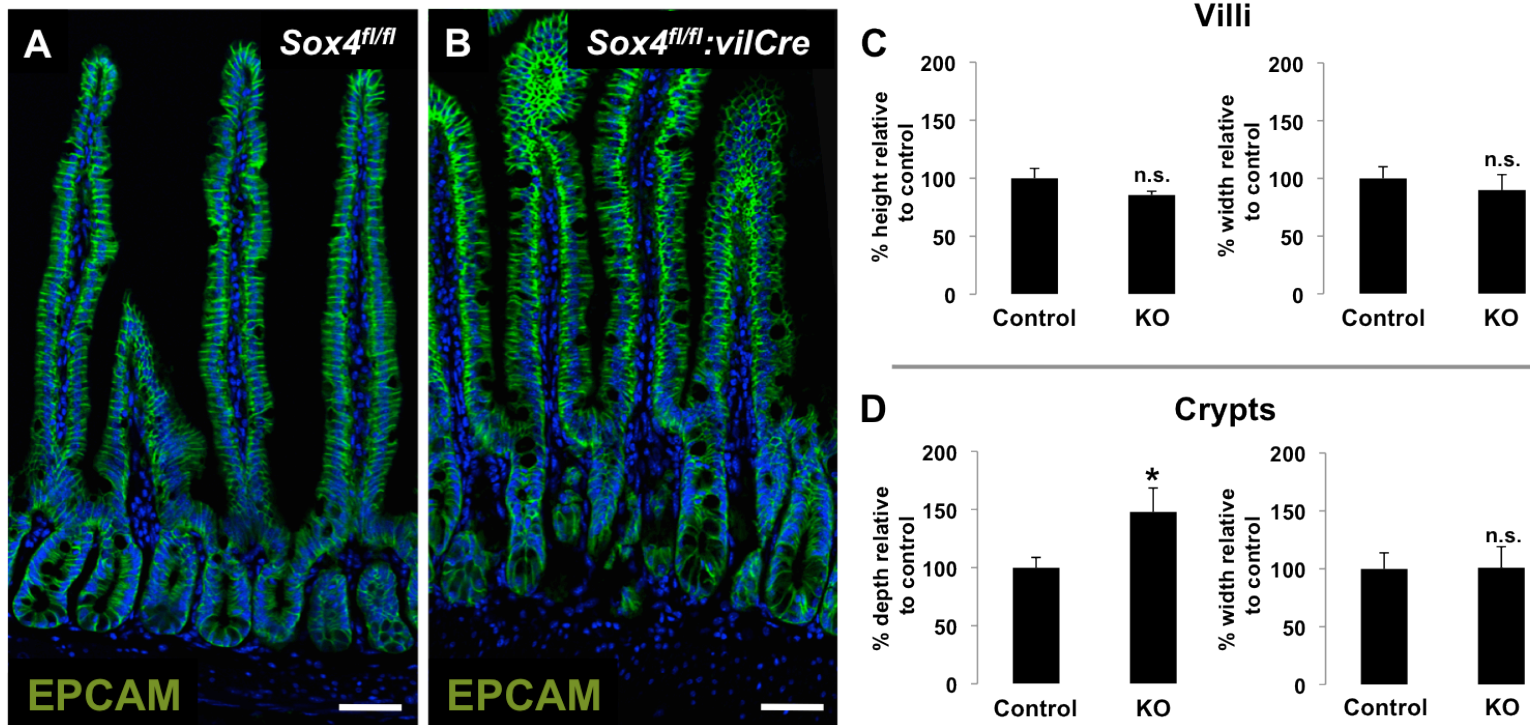 A
Sox4fl/fl
EPCAM
B
Sox4fl/fl:vilCre
EPCAM
C
Villi
% height relative
to control
200
150
100
50
0
n.s.
Control
KO
% width relative
to control
200
150
100
50
0
n.s.
Control
KO
D
Crypts
% depth relative
to control
200
150
100
50
0
*
Control
KO
% width relative
to control
200
150
100
50
0
n.s.
Control
KO